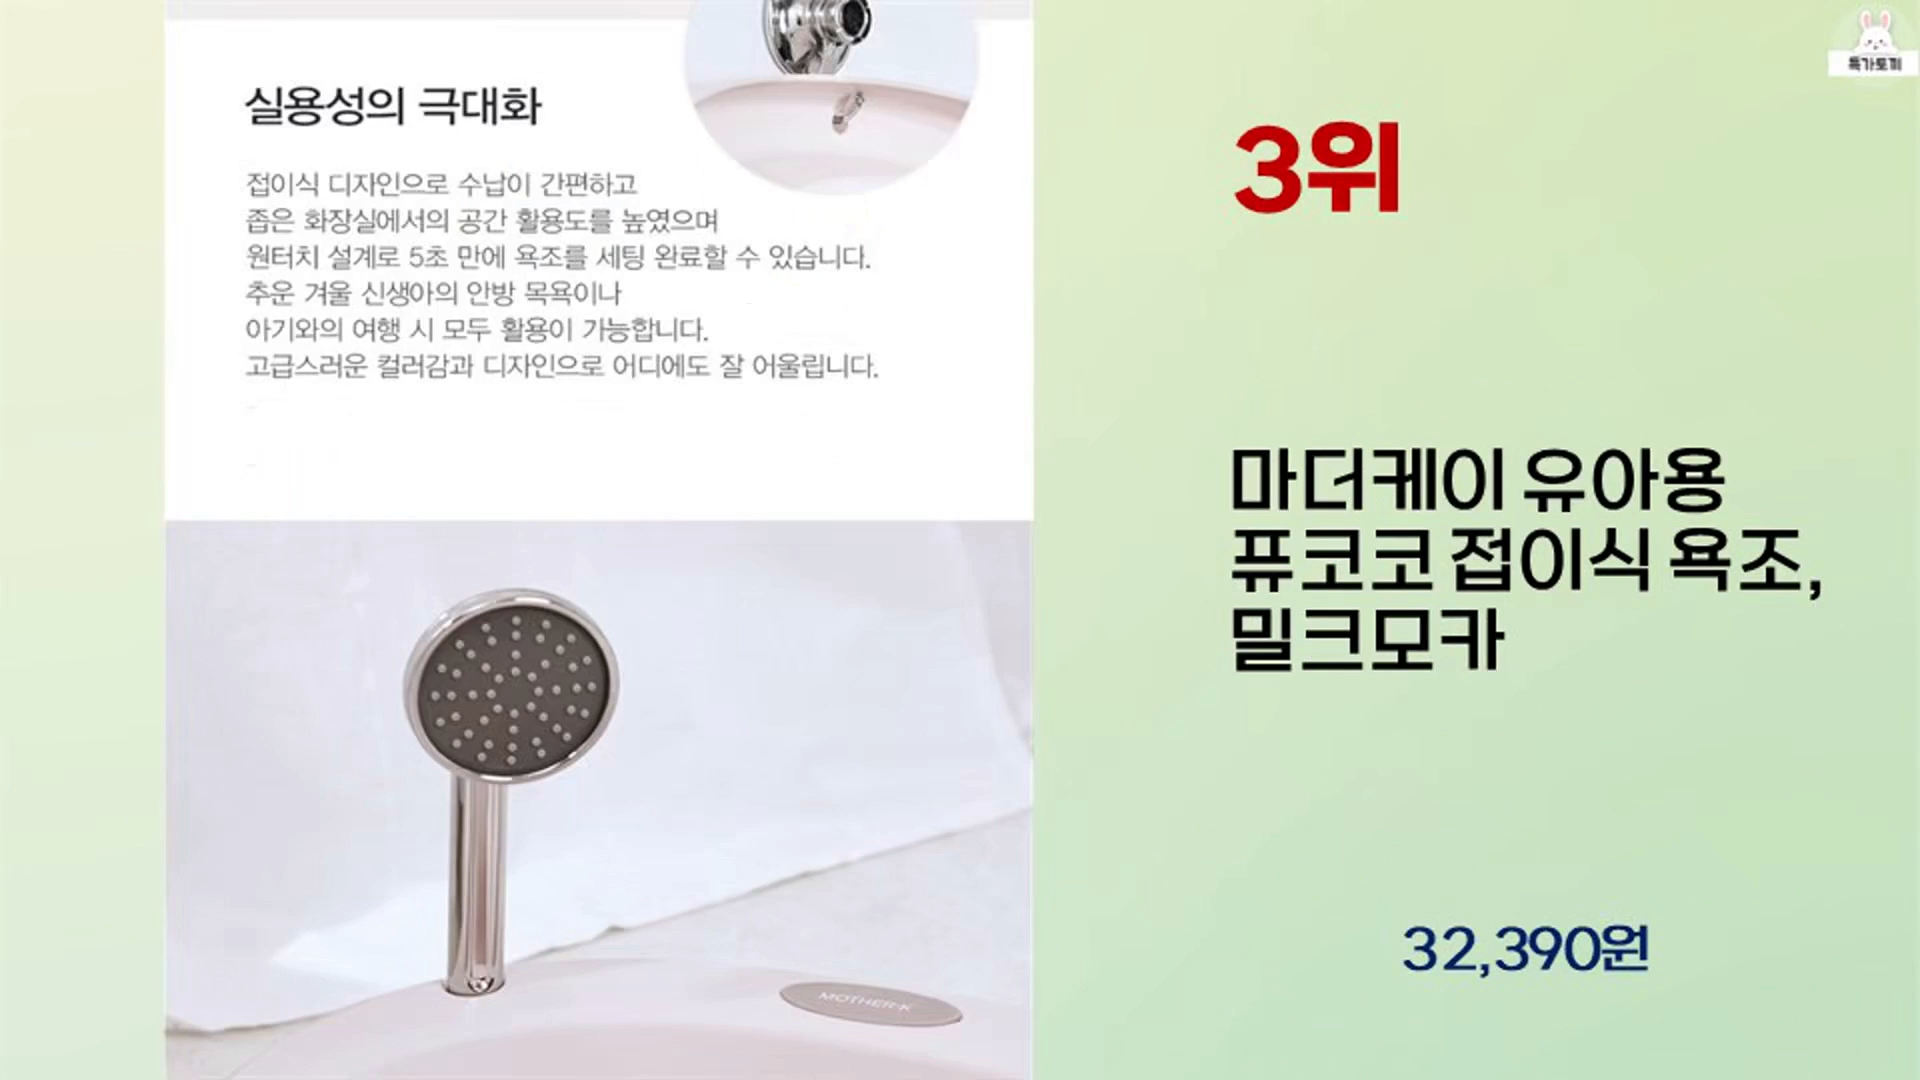 실용성의 극대화
접이식 디자인으로 수납이 간편하고
좁은 화장실에서의 공간 활용도를 높였으며
원터치 설계로 5초 만에 욕조를 세팅 완료할 수 있습니다.
추운 겨울 신생아의 안방 목욕이나
아기와의 여행 시 모두 활용이 가능합니다.
고급스러운 컬러감과 디자인으로 어디에도 잘 어울립니다.
MOTHER-K
특가토끼
3위
마더케이 유아용
퓨코코 접이식 욕조,
밀크모카
32,390원